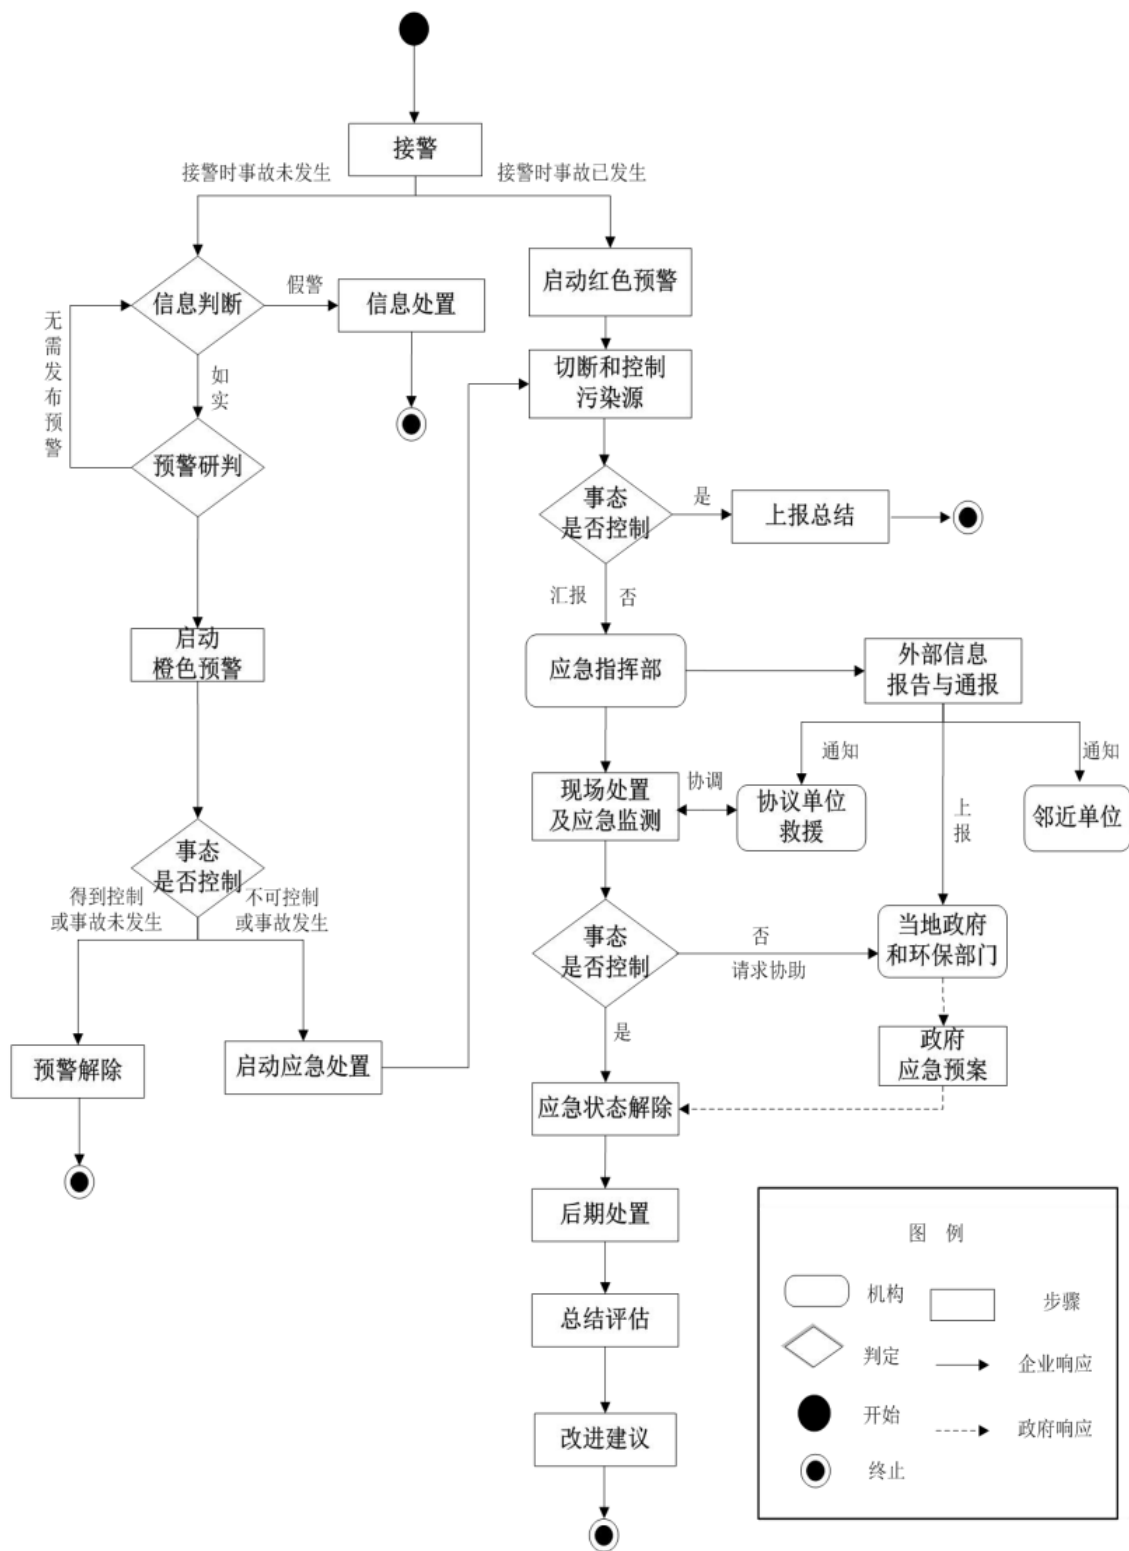 接警
接警时事故未发生
接警时事故已发生
信息判断
假警
信息处置
启动红色预警
无需发布预警
如实
切断和控制
污染源
预警研判
事态
是否控制
是
上报总结
汇报
否
启动
橙色预警
应急指挥部
外部信息
报告与通报
通知
通知
上报
现场处置
及应急监测
协调
协议单位
救援
邻近单位
事态
是否控制
得到控制
或事故未发生
不可控制
或事故发生
事态
是否控制
否
请求协助
当地政府
和环保部门
是
预警解除
启动应急处置
政府
应急预案
应急状态解除
后期处置
总结评估
改进建议
图 例
机构
步骤
判定
企业响应
开始
政府响应
终止